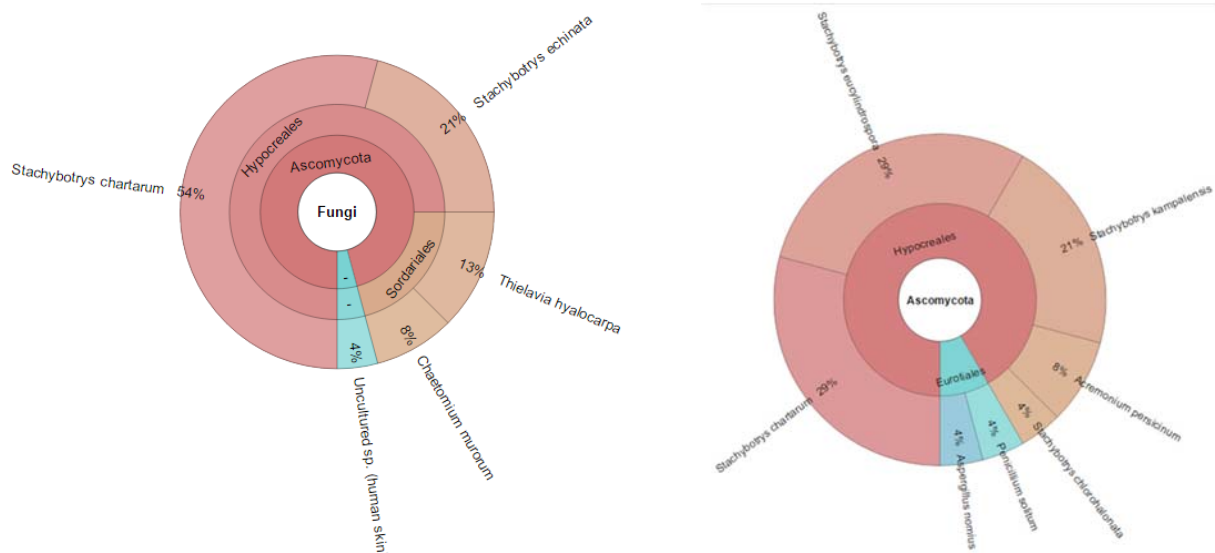 Stachybotrys echinata
21%
Hypocreales
Ascomycota
Stachybotrys chartarum 54%
Fungi
Sordariales
13%
Thielavia hyalocarpa
-
-
8%
Chaetomium murorum
4%
Uncultured sp. (human skin
Stachybotrys eucylindrospora
29%
Stachybotrys kampalensis
21%
Hypocreales
Ascomycota
8%
Acremonium persicinum
Eurotiales
Stachybotrys chartarum 29%
4%
Stachybotrys chlorohalonata
4%
Penicillium solitum
4%
Aspergillus nomius